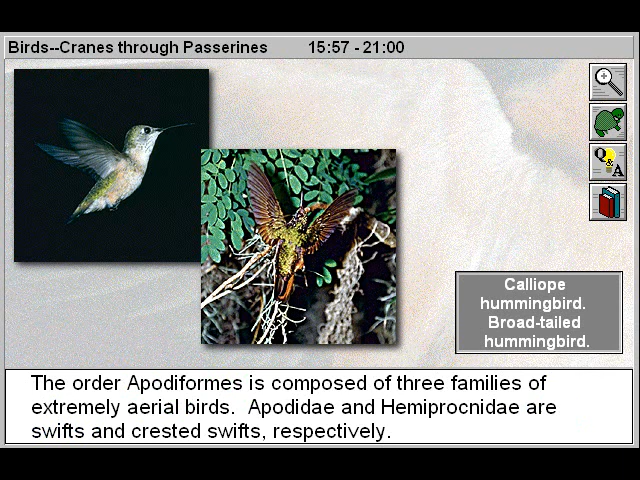 Birds--Cranes through Passerines 15:57 - 21:00
Q
&
A
Calliope
hummingbird.
Broad-tailed
hummingbird.
The order Apodiformes is composed of three families of
extremely aerial birds. Apodidae and Hemiprocnidae are
swifts and crested swifts, respectively.